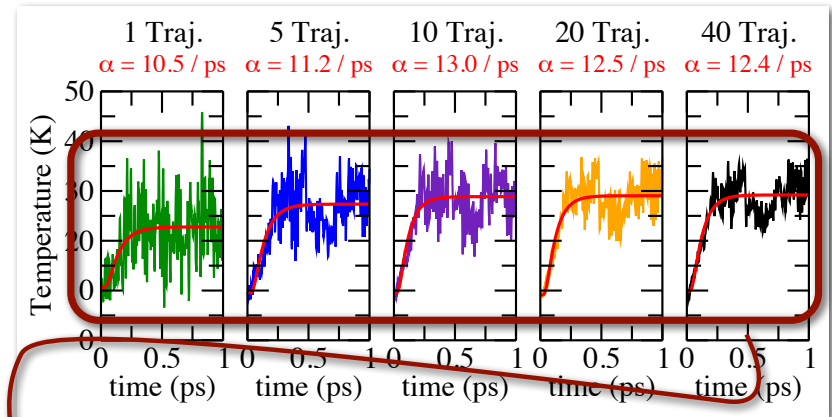 1 Traj. 5 Traj. 10 Traj. 20 Traj. 40 Traj.
α = 10.5 / ps α = 11.2 / ps α = 13.0 / ps α = 12.5 / ps α = 12.4 / ps
Temperature (K)
50
40
30
20
0
0
0 0.5 1 0 0.5 1 0 0.5 1 0 0.5 1 0 0.5 1
time (ps) time (ps) time (ps) time (ps) time (ps)